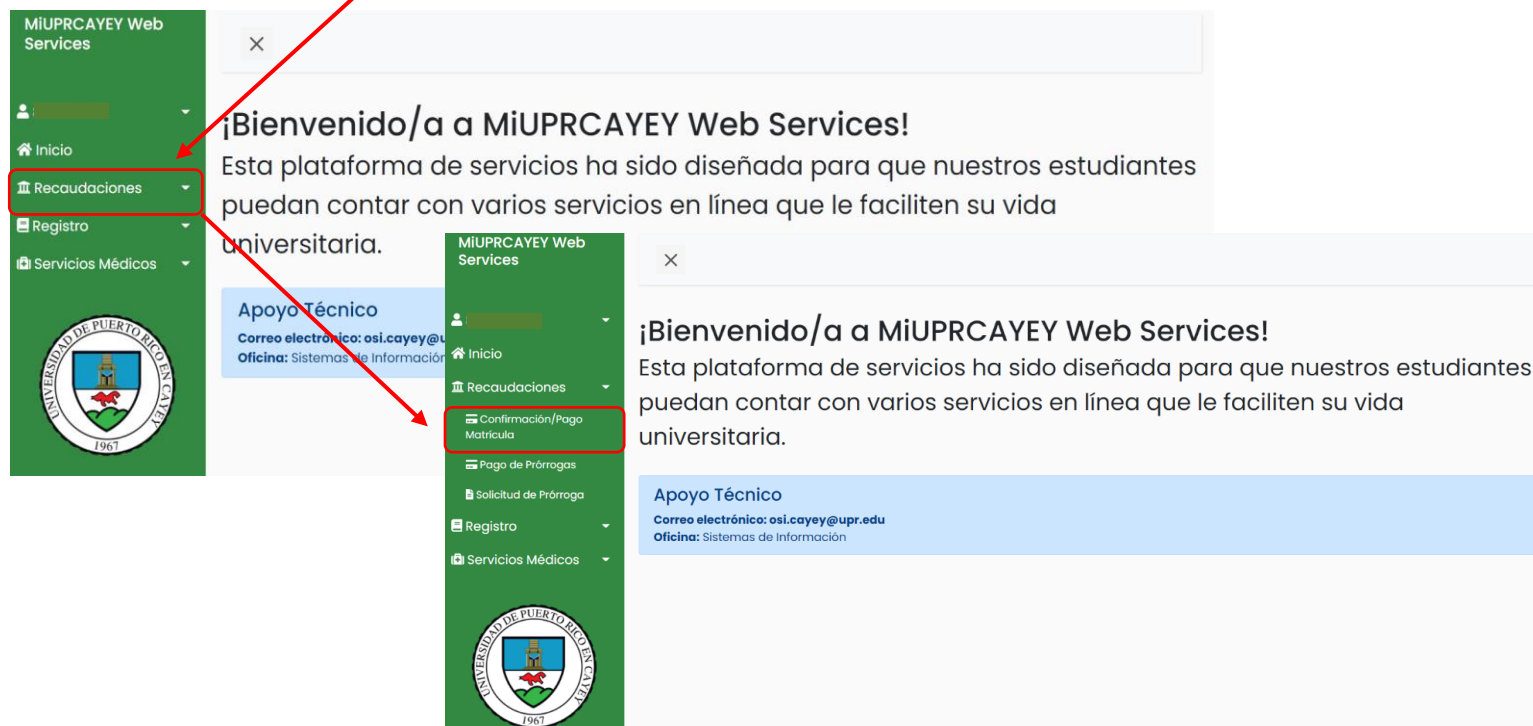 MiUPRCAYEY Web
Services
Inicio
Recaudaciones
Registro
Servicios Médicos
UNIVERSIDAD DE PUERTO RICO EN CAYEY
1967
¡Bienvenido/a a MiUPRCAYEY Web Services!
Esta plataforma de servicios ha sido diseñada para que nuestros estudiantes
puedan contar con varios servicios en línea que le faciliten su vida
universitaria.
Apoyo Técnico
Correo electrónico: osi.cayey@u
Oficina: Sistemas de Información
MiUPRCAYEY Web
Services
Inicio
Recaudaciones
Confirmación/Pago
Matrícula
Pago de Prórrogas
Solicitud de Prórroga
Registro
Servicios Médicos
UNIVERSIDAD DE PUERTO RICO EN CAYEY
1967
¡Bienvenido/a a MiUPRCAYEY Web Services!
Esta plataforma de servicios ha sido diseñada para que nuestros estudiantes
puedan contar con varios servicios en línea que le faciliten su vida
universitaria.
Apoyo Técnico
Correo electrónico: osi.cayey@upr.edu
Oficina: Sistemas de Información